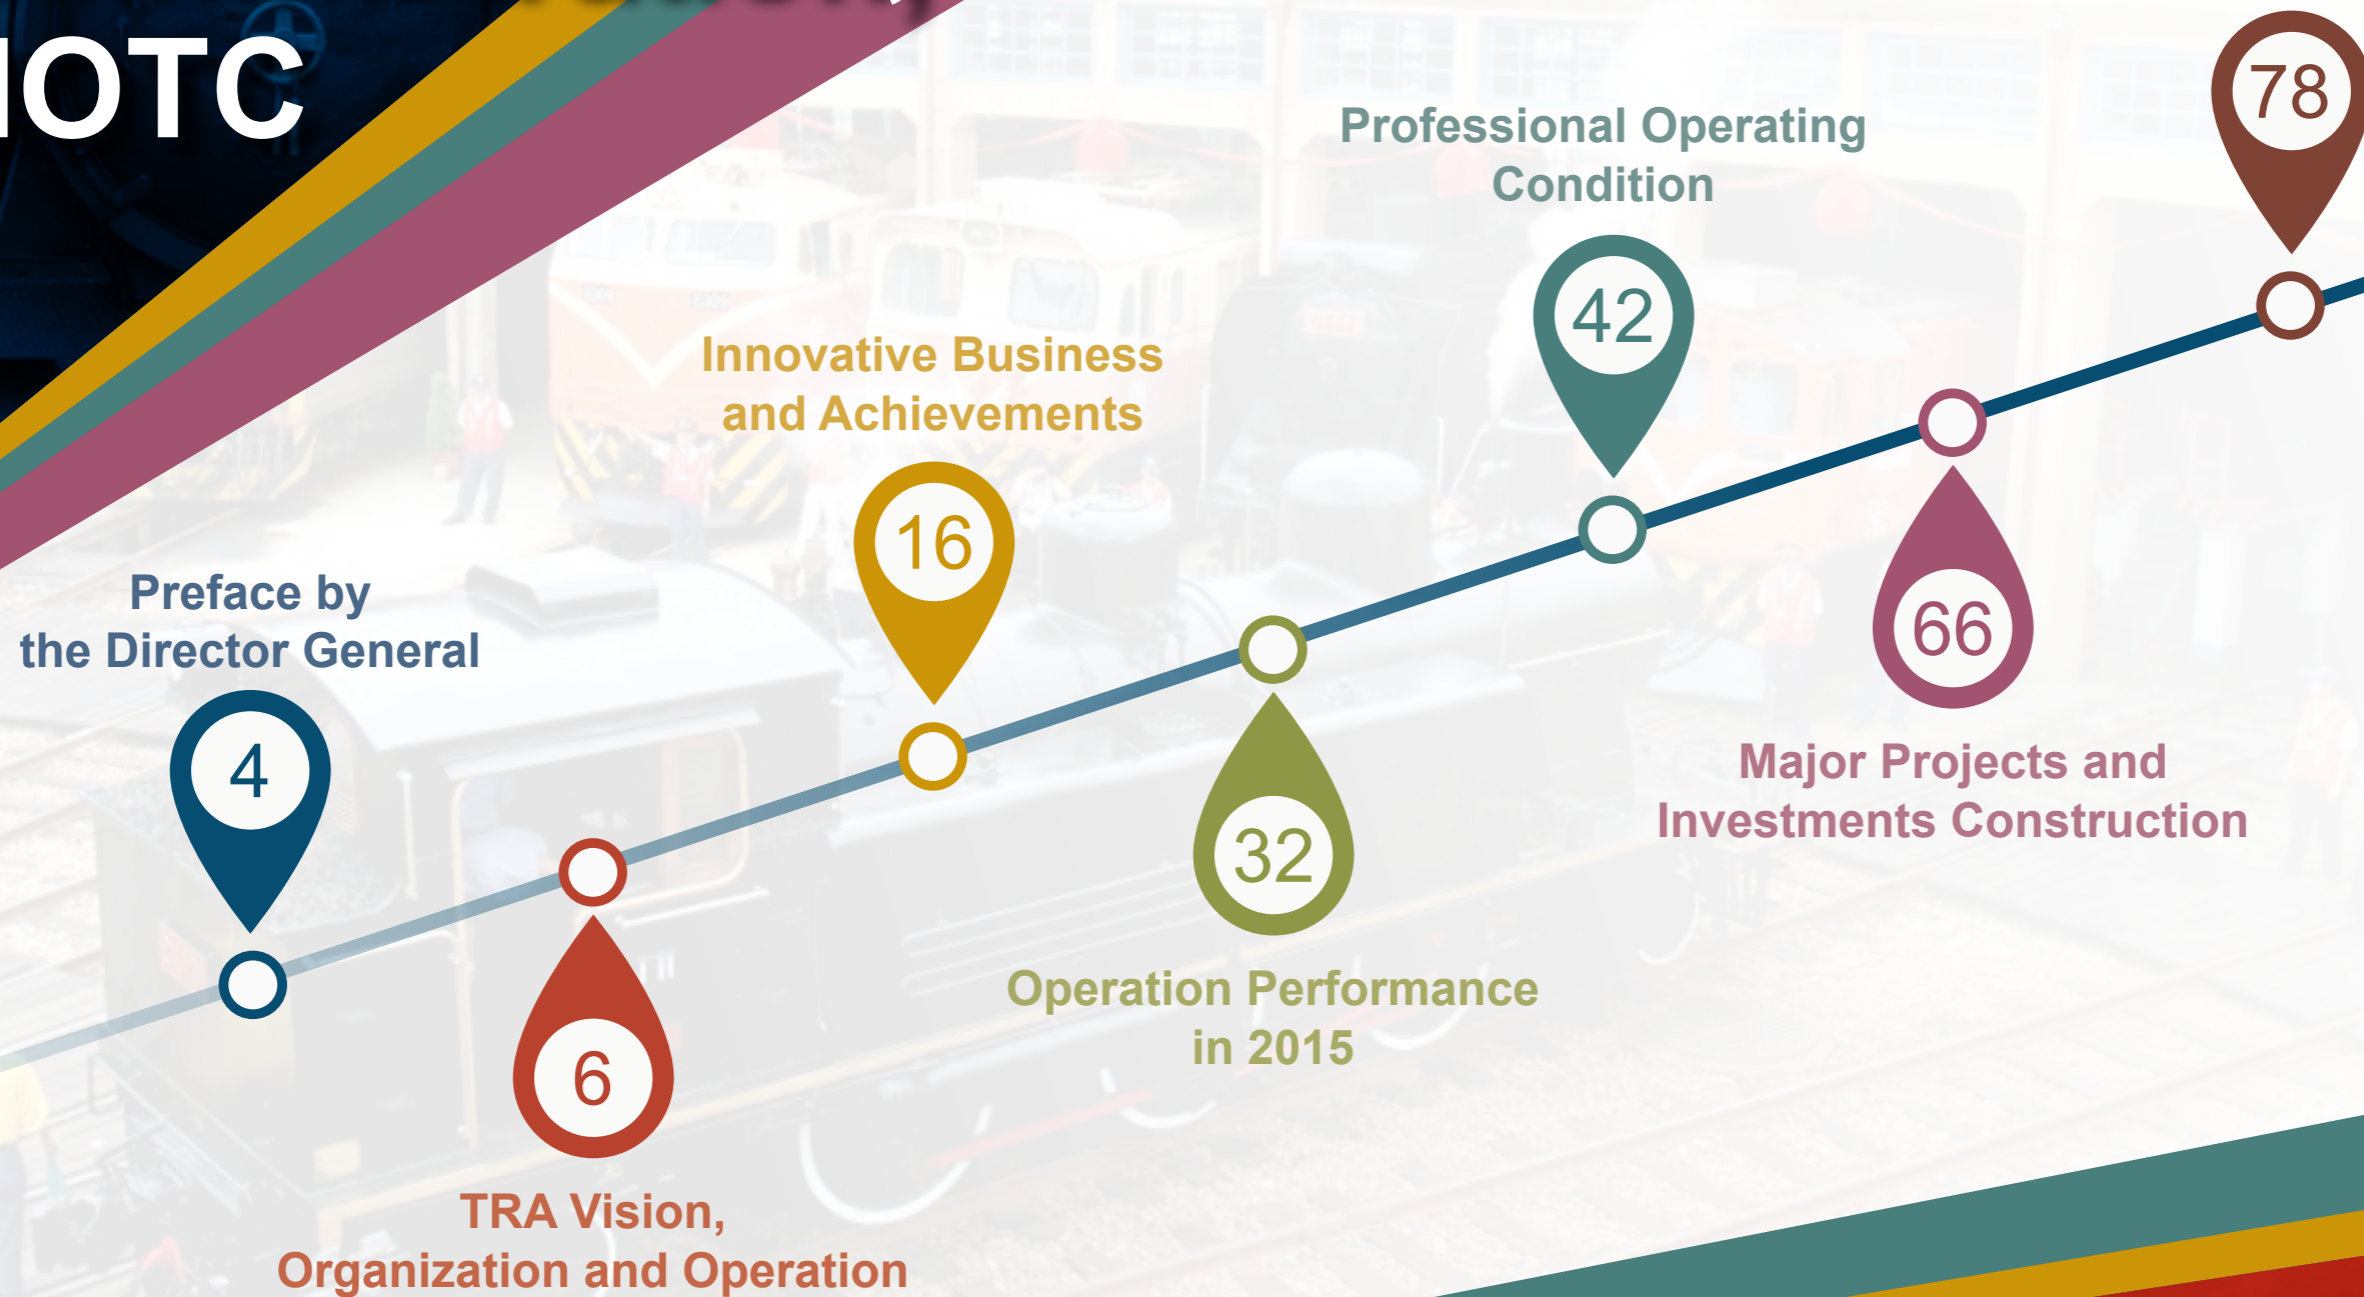 OTC
Preface by
the Director General
4
6
TRA Vision,
Organization and Operation
Innovative Business
and Achievements
16
32
Operation Performance
in 2015
Professional Operating
Condition
42
66
Major Projects and
Investments Construction
78